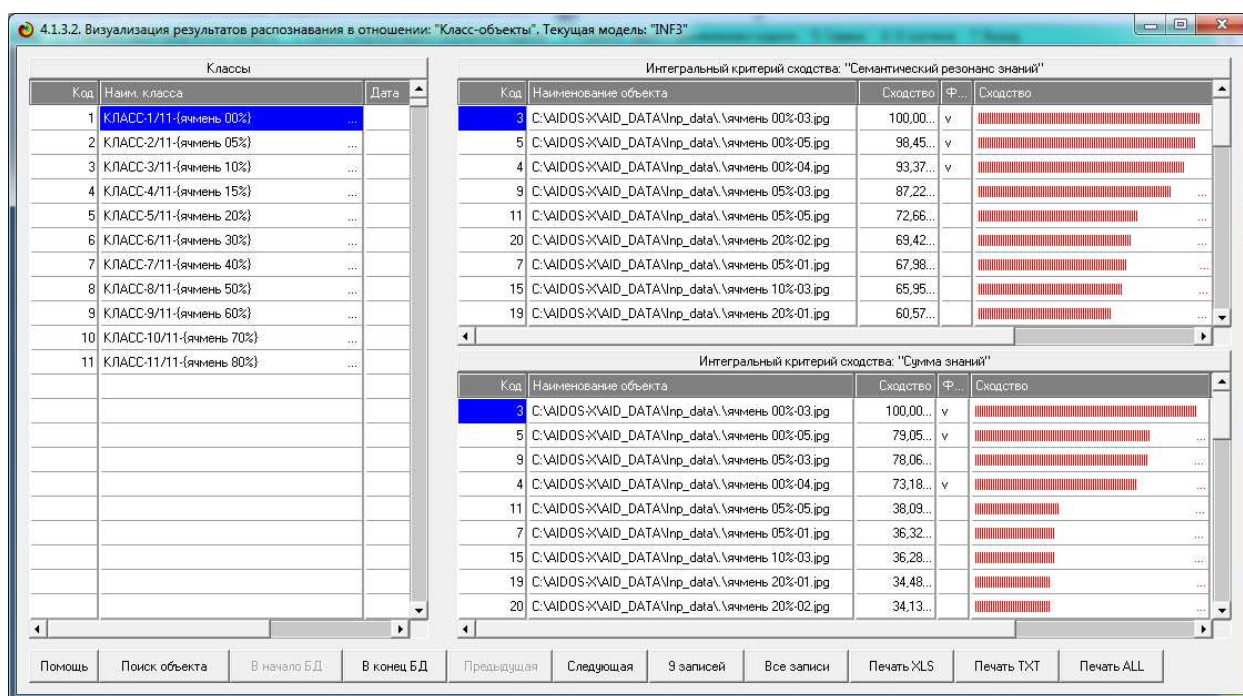 4.1.3.2. Визуализация результатов распознавания в отношении: "Класс-объекты". Текущая модель: "INF3"
Классы
Код Наим. класса Дата
1 КЛАСС-1/11-{ячмень 00%} ...
2 КЛАСС-2/11-{ячмень 05%} ...
3 КЛАСС-3/11-{ячмень 10%} ...
4 КЛАСС-4/11-{ячмень 15%} ...
5 КЛАСС-5/11-{ячмень 20%} ...
6 КЛАСС-6/11-{ячмень 30%} ...
7 КЛАСС-7/11-{ячмень 40%} ...
8 КЛАСС-8/11-{ячмень 50%} ...
9 КЛАСС-9/11-{ячмень 60%} ...
10 КЛАСС-10/11-{ячмень 70%} ...
11 КЛАСС-11/11-{ячмень 80%} ...
Интегральный критерий сходства: "Семантический резонанс знаний"
Код Наименование объекта Сходство Ф... Сходство
3 C:\AIDOS-X\AID_DATA\Inp_data\.\ячмень 00%-03.jpg 100,00... v
5 C:\AIDOS-X\AID_DATA\Inp_data\.\ячмень 00%-05.jpg 98,45... v
4 C:\AIDOS-X\AID_DATA\Inp_data\.\ячмень 00%-04.jpg 93,37... v
9 C:\AIDOS-X\AID_DATA\Inp_data\.\ячмень 05%-03.jpg 87,22... ...
11 C:\AIDOS-X\AID_DATA\Inp_data\.\ячмень 05%-05.jpg 72,66... ...
20 C:\AIDOS-X\AID_DATA\Inp_data\.\ячмень 20%-02.jpg 69,42... ...
7 C:\AIDOS-X\AID_DATA\Inp_data\.\ячмень 05%-01.jpg 67,98... ...
15 C:\AIDOS-X\AID_DATA\Inp_data\.\ячмень 10%-03.jpg 65,95... ...
19 C:\AIDOS-X\AID_DATA\Inp_data\.\ячмень 20%-01.jpg 60,57... ...
Интегральный критерий сходства: "Сумма знаний"
Код Наименование объекта Сходство Ф... Сходство
3 C:\AIDOS-X\AID_DATA\Inp_data\.\ячмень 00%-03.jpg 100,00... v
5 C:\AIDOS-X\AID_DATA\Inp_data\.\ячмень 00%-05.jpg 79,05... v ...
9 C:\AIDOS-X\AID_DATA\Inp_data\.\ячмень 05%-03.jpg 78,06... ...
4 C:\AIDOS-X\AID_DATA\Inp_data\.\ячмень 00%-04.jpg 73,18... v ...
11 C:\AIDOS-X\AID_DATA\Inp_data\.\ячмень 05%-05.jpg 38,09... ...
7 C:\AIDOS-X\AID_DATA\Inp_data\.\ячмень 05%-01.jpg 36,32... ...
15 C:\AIDOS-X\AID_DATA\Inp_data\.\ячмень 10%-03.jpg 36,28... ...
19 C:\AIDOS-X\AID_DATA\Inp_data\.\ячмень 20%-01.jpg 34,48... ...
20 C:\AIDOS-X\AID_DATA\Inp_data\.\ячмень 20%-02.jpg 34,13... ...
Помощь Поиск объекта В начало БД В конец БД Предыдущая Следующая 9 записей Все записи Печать XLS Печать TXT Печать ALL